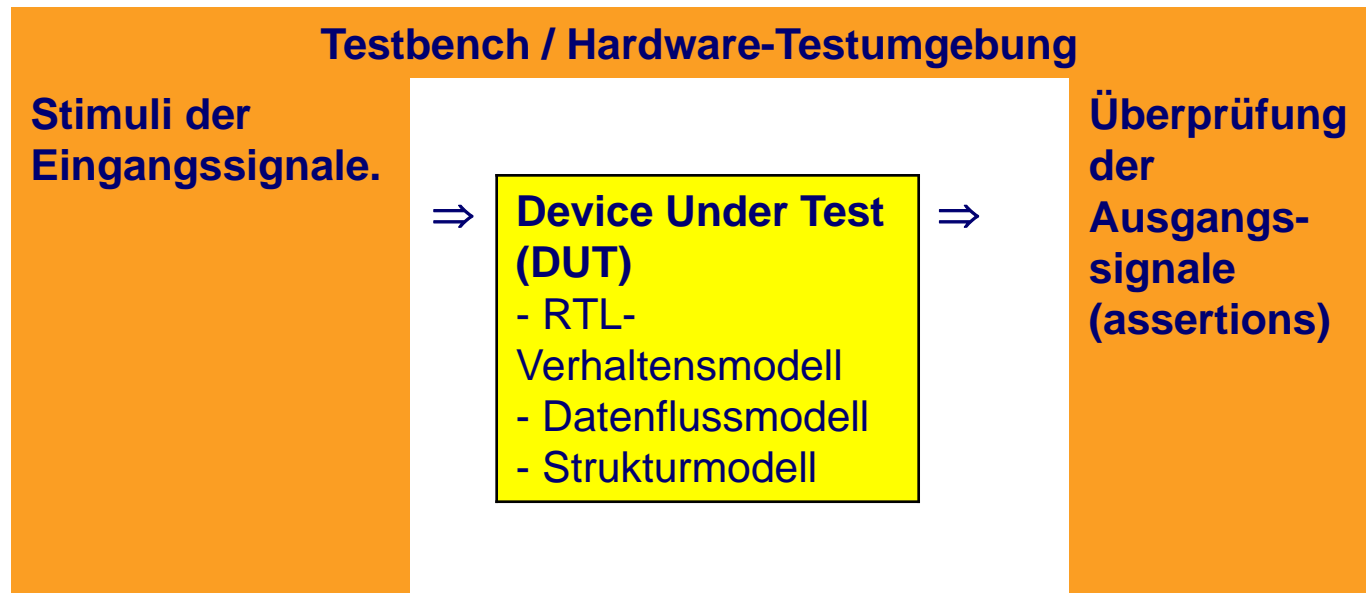 Testbench / Hardware-Testumgebung
Stimuli der
Eingangssignale.
⇒
Device Under Test
(DUT)
- RTL-
Verhaltensmodell
- Datenflussmodell
- Strukturmodell
⇒
Überprüfung
der
Ausgangs-
signale
(assertions)